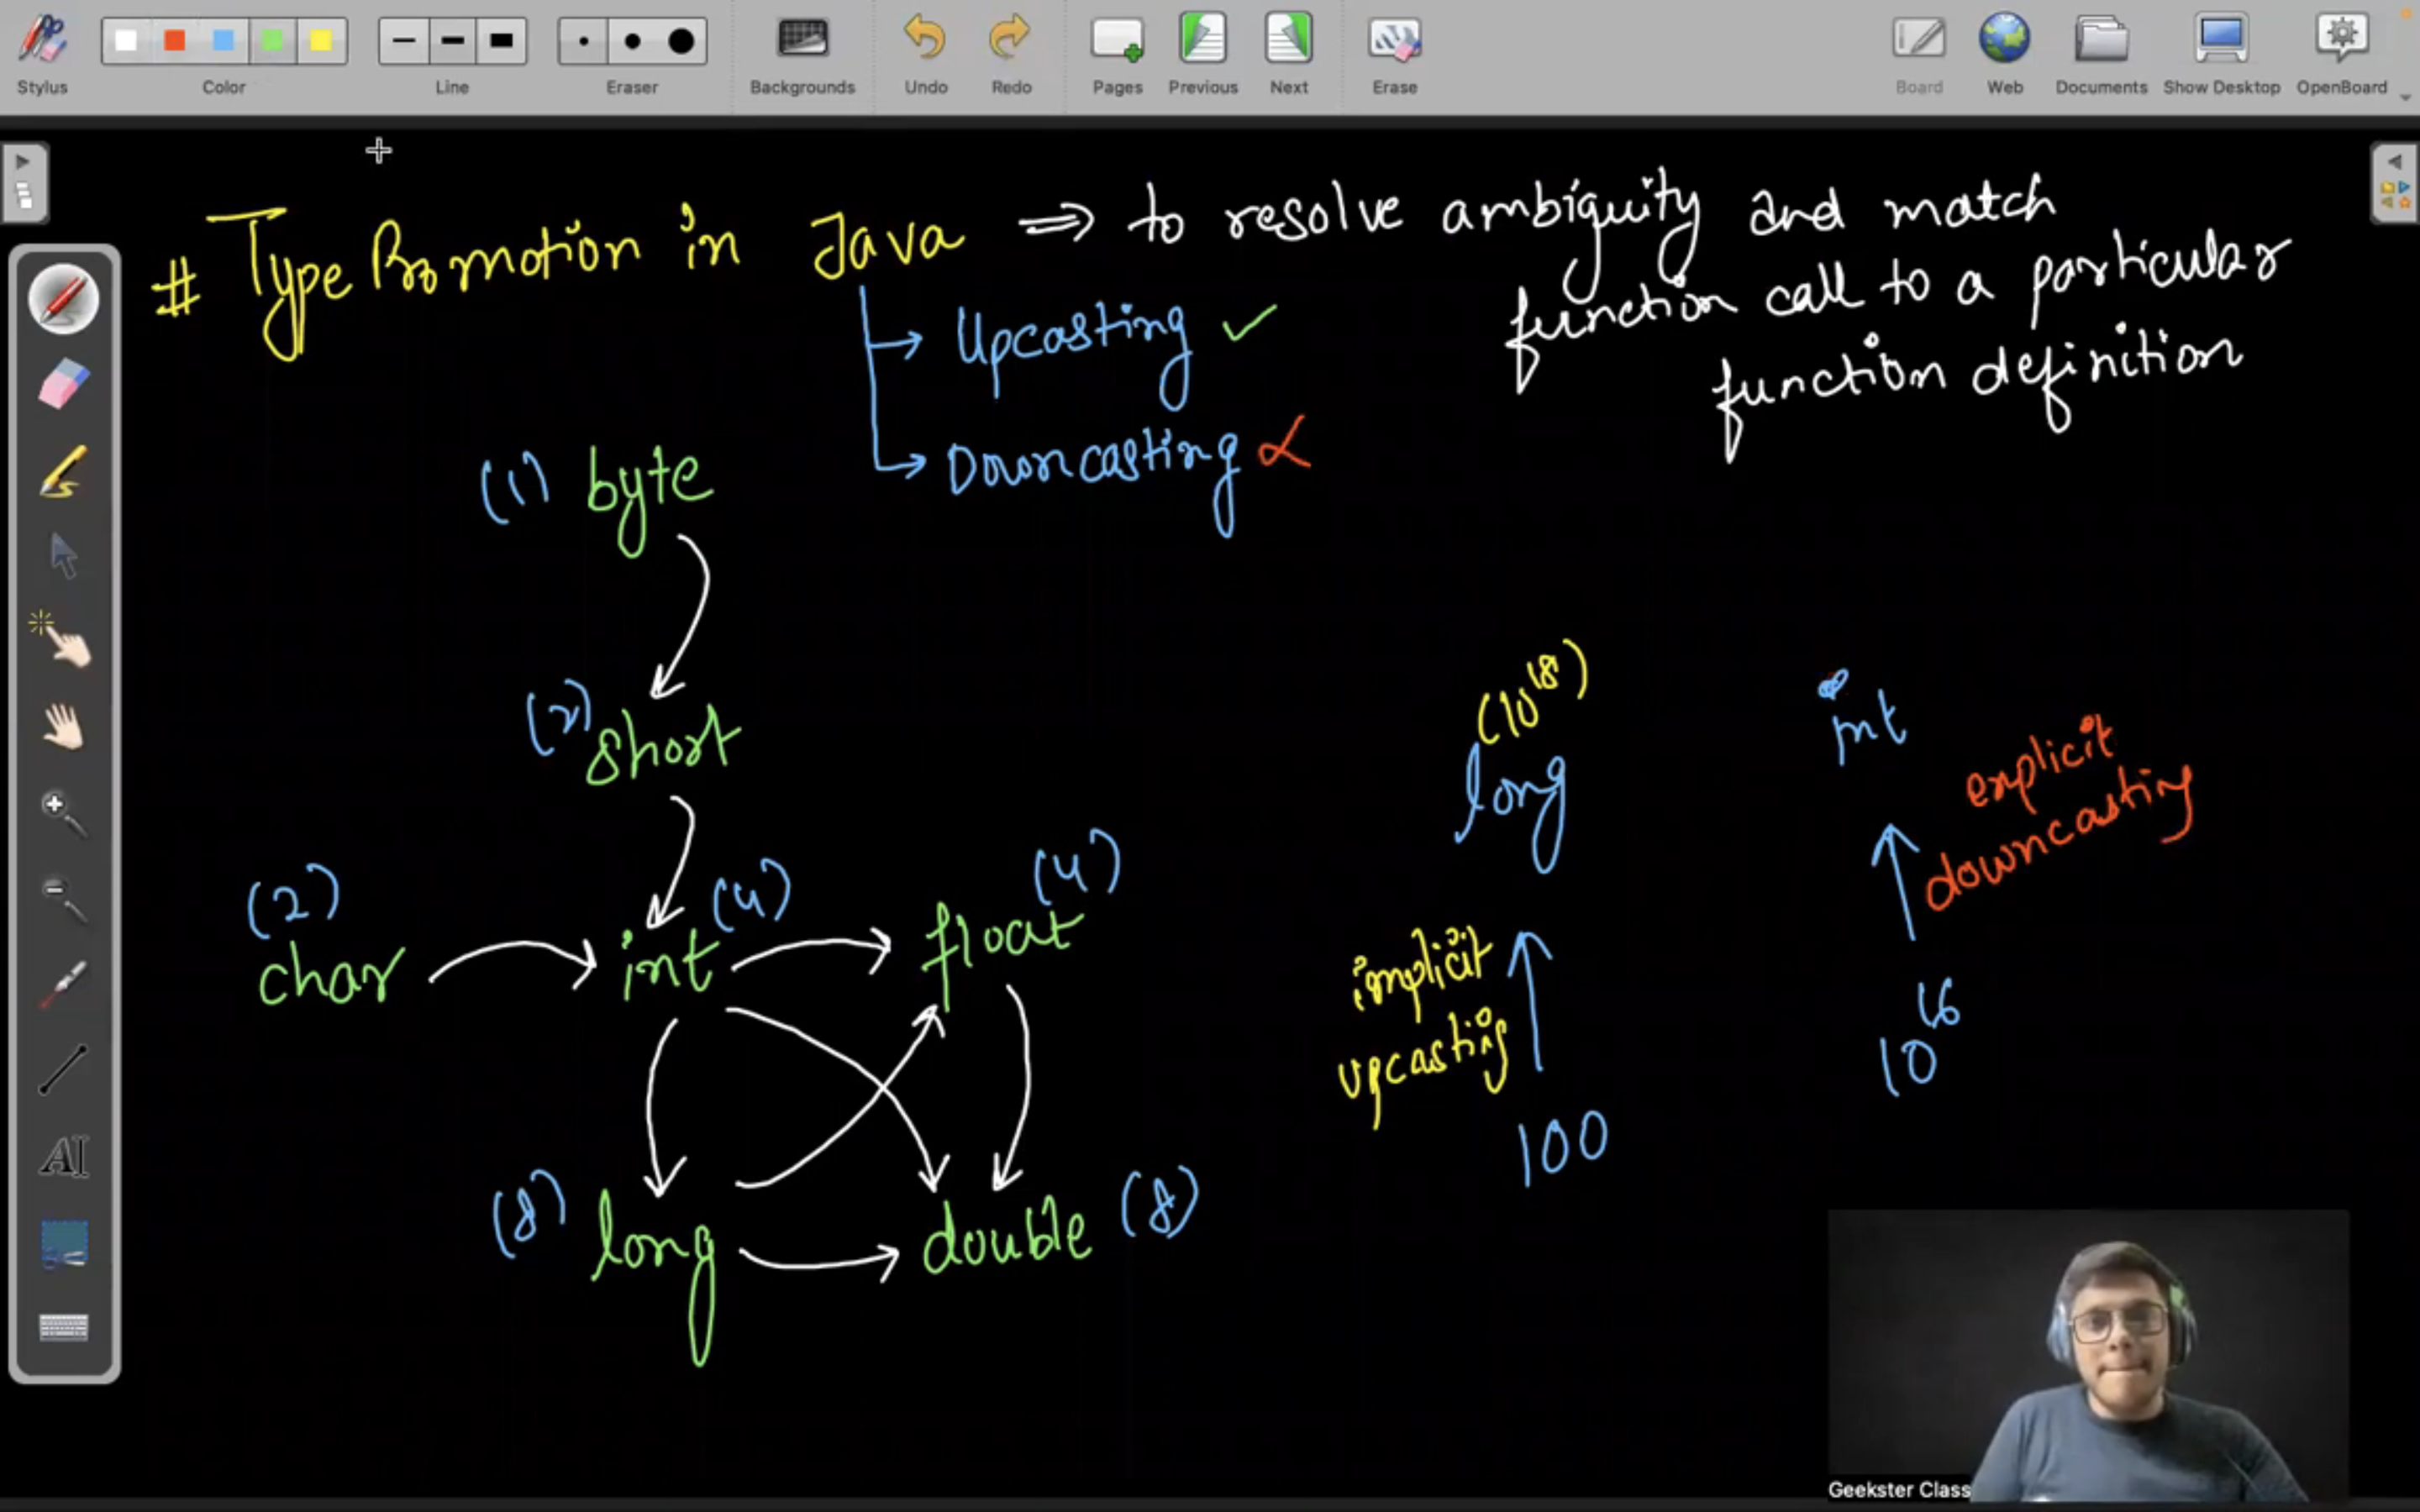 Stylus
Color
Line
Eraser
Backgrounds
Undo
Redo
Pages
Previous
Next
Erase
Board
Web
Documents
Show Desktop
OpenBoard
# Type Promotion in Java ⇒ to resolve ambiguity and match
function call to a particular
function definition
→ Upcasting ✓
→ Downcasting ✗
(1) byte
(2) short
(2)
char
int (4)
float (4)
(8) long
double (8)
(10^18)
long
implicit
upcasting
100
int
explicit
downcasting
10^16
AI
Geekster Class